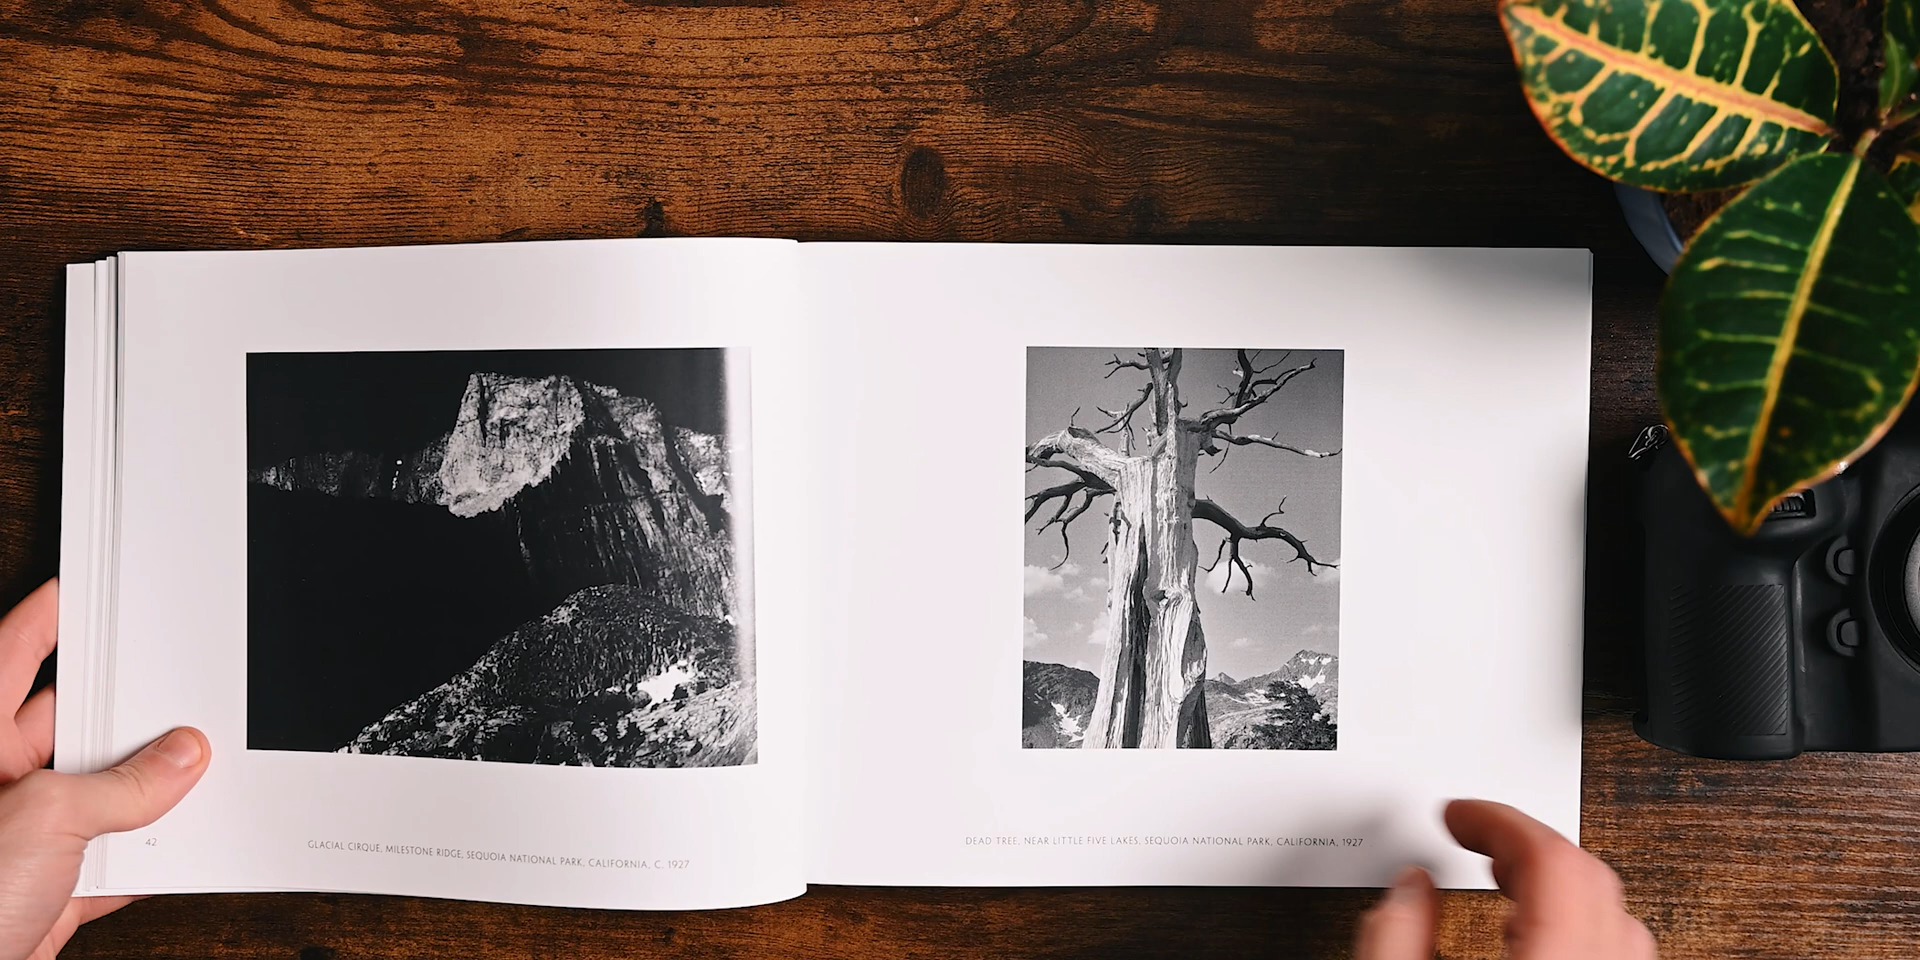 42
GLACIAL CIRQUE, MILESTONE RIDGE, SEQUOIA NATIONAL PARK, CALIFORNIA, C. 1927
DEAD TREE, NEAR LITTLE FIVE LAKES, SEQUOIA NATIONAL PARK, CALIFORNIA, 1927